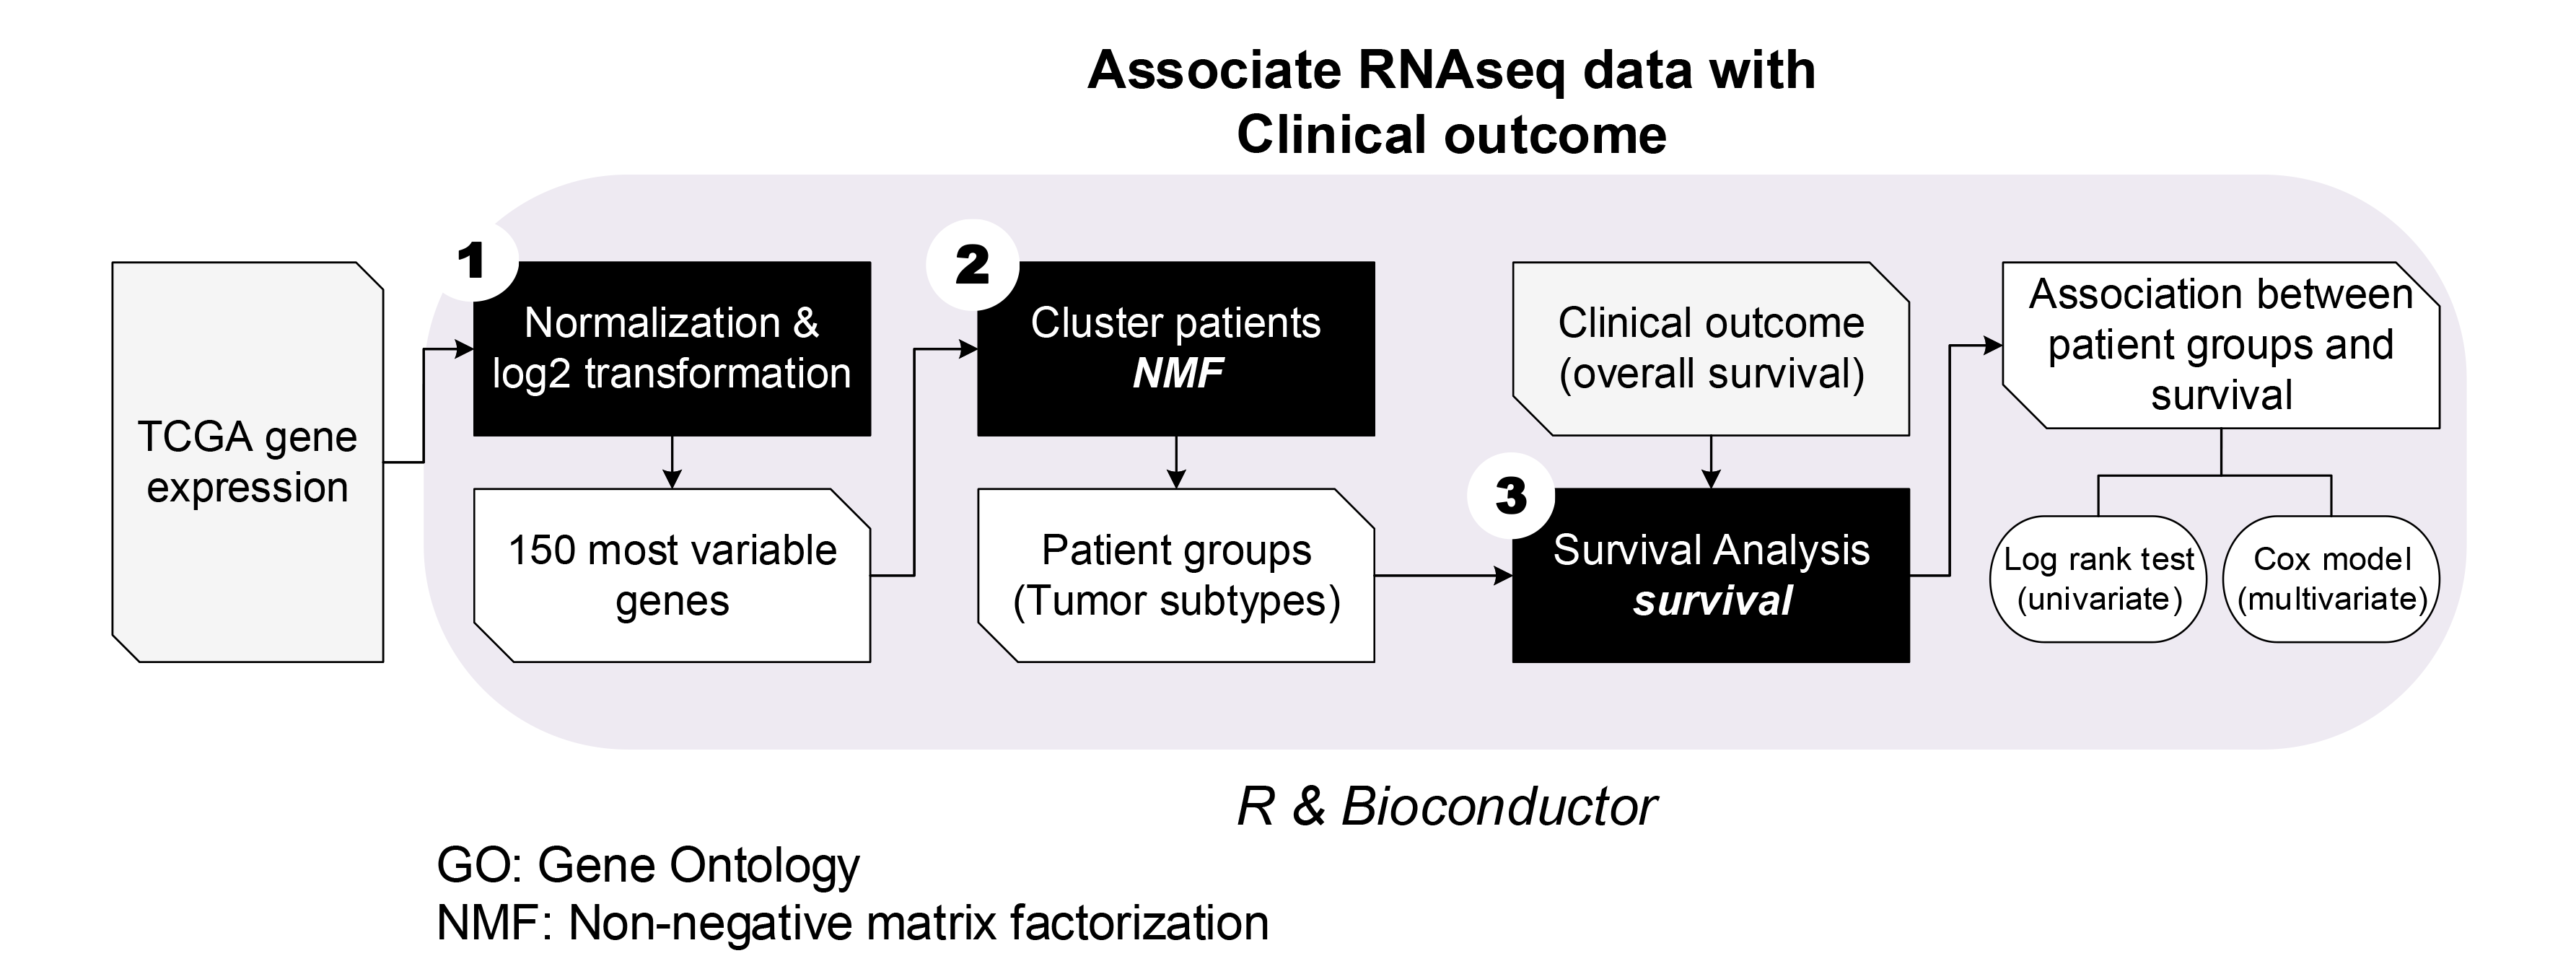 Associate RNAseq data with
Clinical outcome
TCGA gene
expression
1
Normalization &
log2 transformation
150 most variable
genes
2
Cluster patients
NMF
Patient groups
(Tumor subtypes)
Clinical outcome
(overall survival)
3
Survival Analysis
survival
Association between
patient groups and
survival
Log rank test
(univariate)
Cox model
(multivariate)
R & Bioconductor
GO: Gene Ontology
NMF: Non-negative matrix factorization